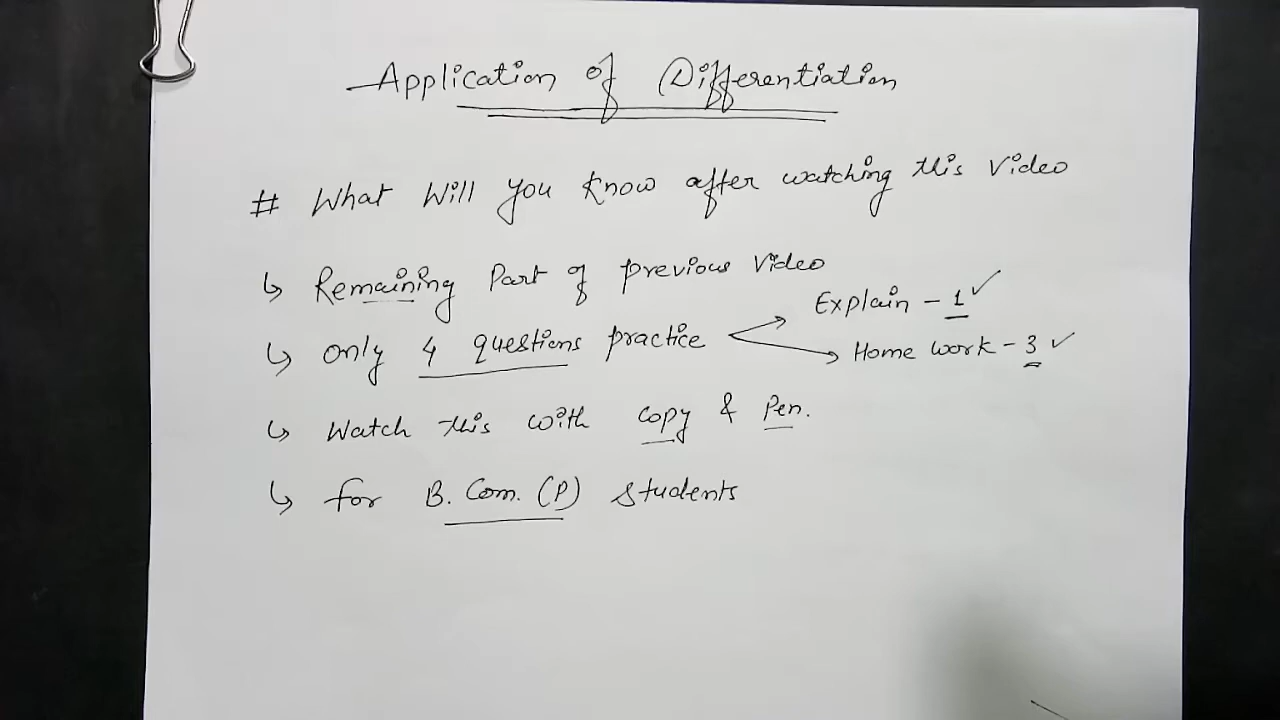 Application of Differentiation
# What Will you know after watching this Video
↳ Remaining Part of previous Video
↳ only 4 questions practice
Explain - 1 ✓
Home work - 3 ✓
↳ Watch this with copy & Pen.
↳ for B. Com. (P) students